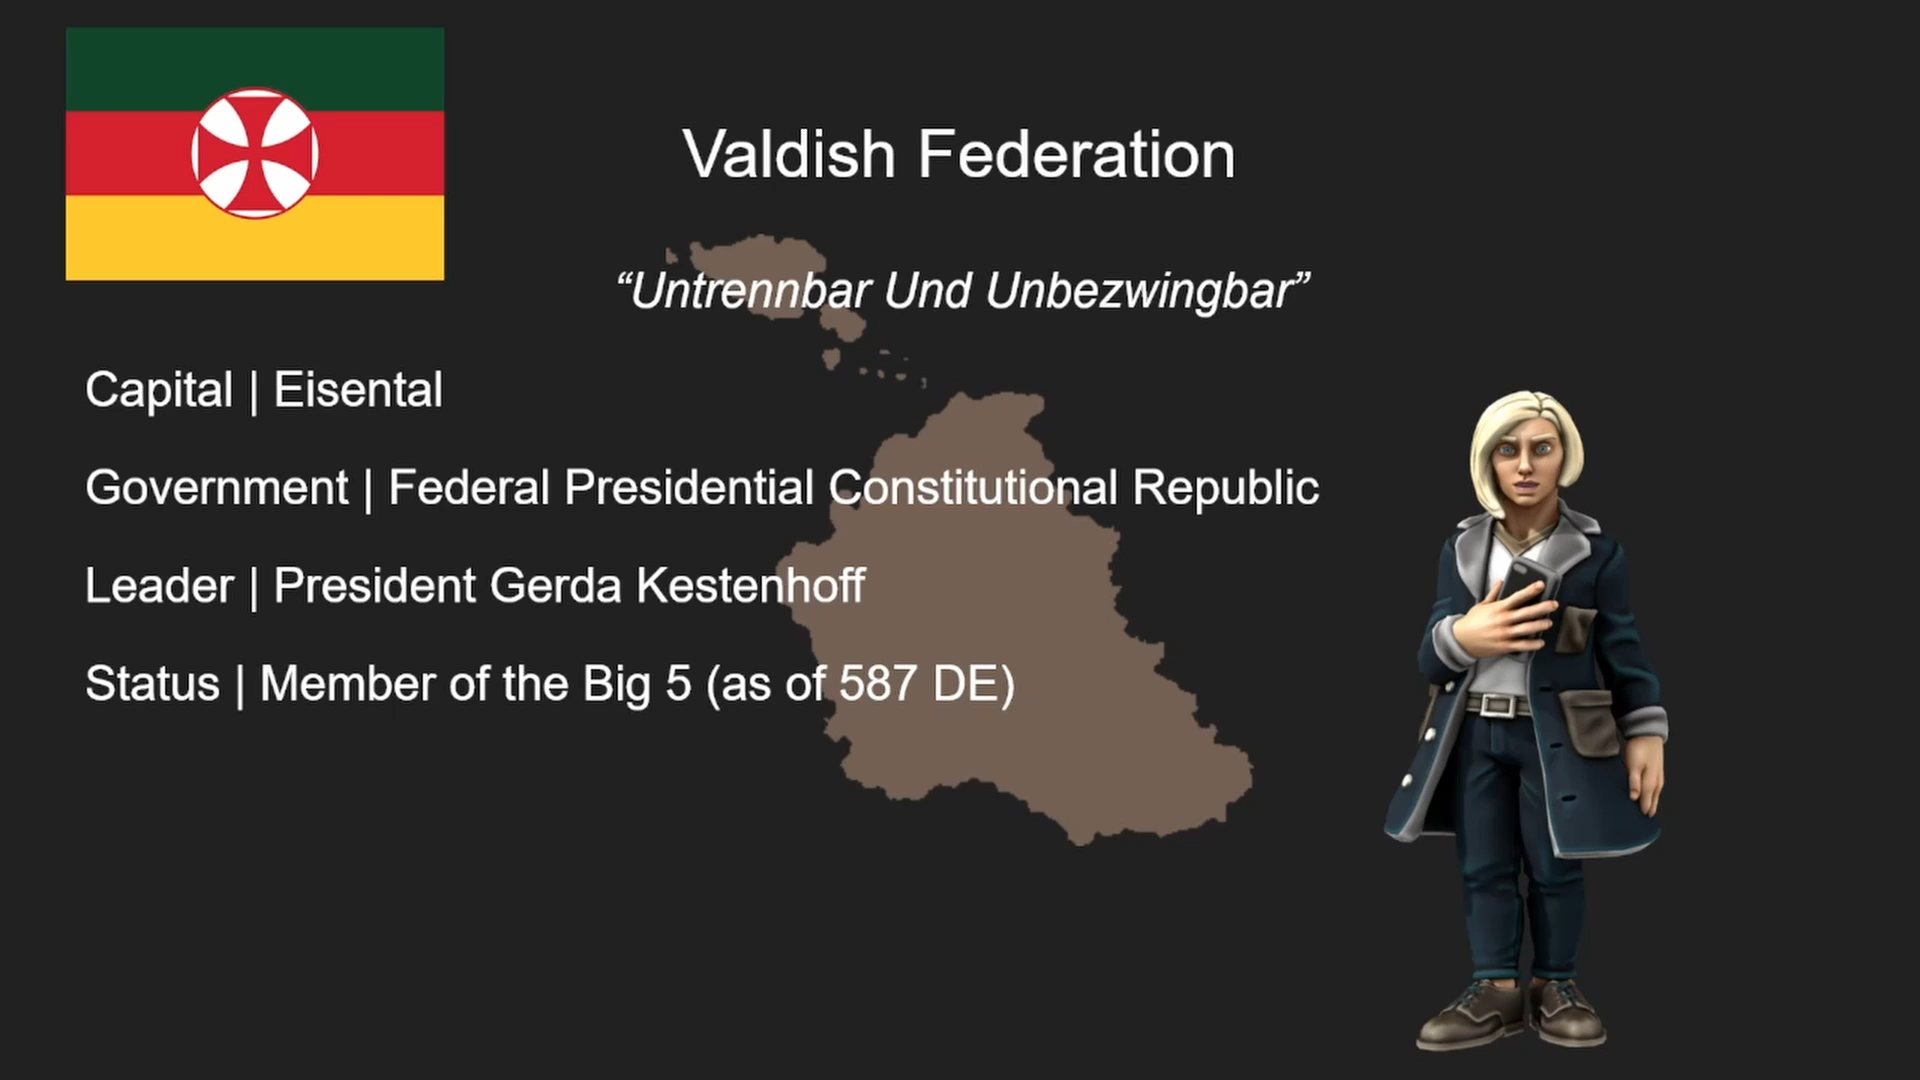 Valdish Federation
“Untrennbar Und Unbezwingbar”
Capital | Eisental
Government | Federal Presidential Constitutional Republic
Leader | President Gerda Kestenhoff
Status | Member of the Big 5 (as of 587 DE)